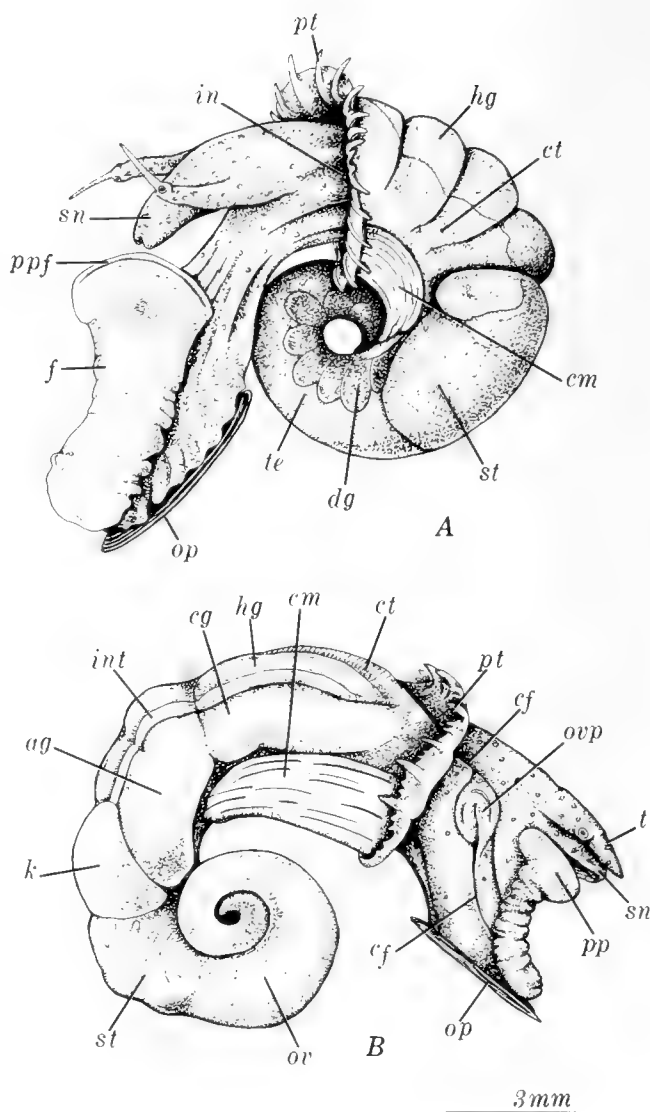 pt
in
hg
ct
sn
ppf
f
cm
te
st
dg
A
op
cm
ct
hg
cg
pt
int
cf
ovp
ag
t
k
sn
pp
cf
op
st
ov
B
3mm